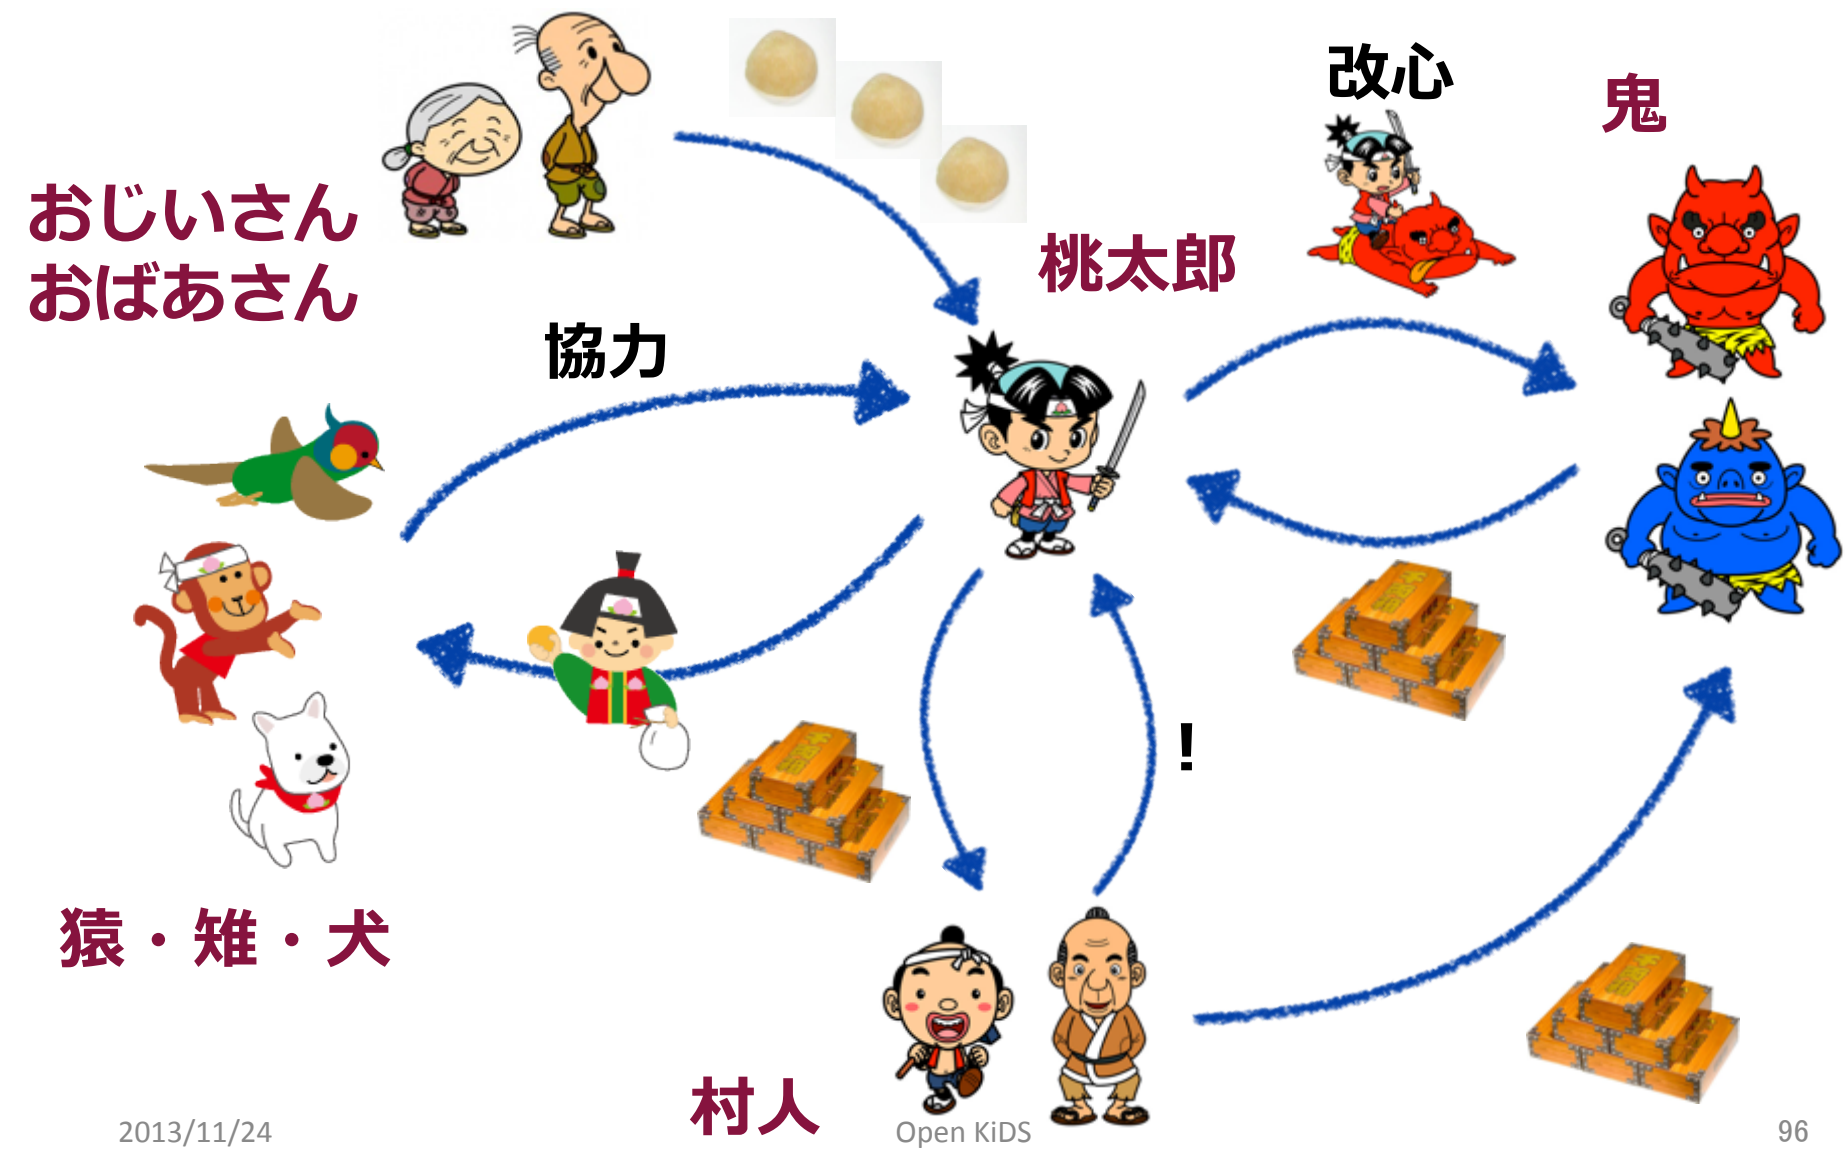 改心
鬼
おじいさん
おばあさん
桃太郎
協力
！
猿・雉・犬
村人
2013/11/24
Open KiDS
96